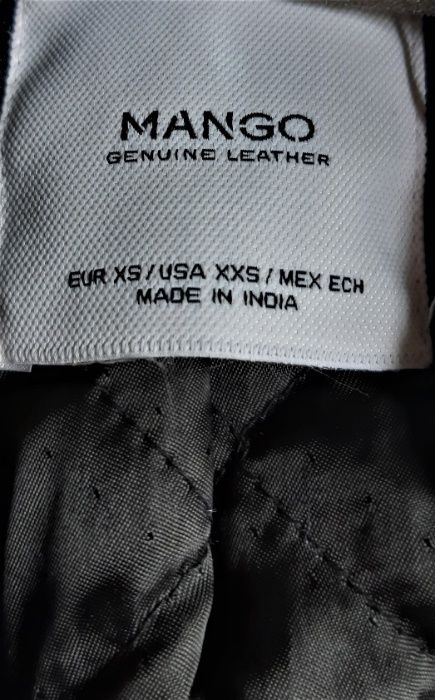 MANGO
GENUINE LEATHER
EUR XS / USA XXS / MEX ECH
MADE IN INDIA